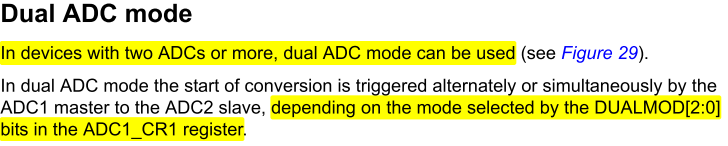 Dual ADC mode
In devices with two ADCs or more, dual ADC mode can be used (see Figure 29).
In dual ADC mode the start of conversion is triggered alternately or simultaneously by the
ADC1 master to the ADC2 slave, depending on the mode selected by the DUALMOD[2:0]
bits in the ADC1_CR1 register.